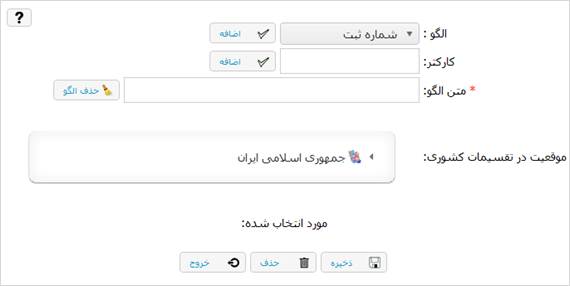 ?
الگو : شماره ثبت اضافه
کارکتر: اضافه
* متن الگو: حذف الگو
موقعیت در تقسیمات کشوری: جمهوری اسلامی ایران
مورد انتخاب شده:
ذخیره حذف خروج